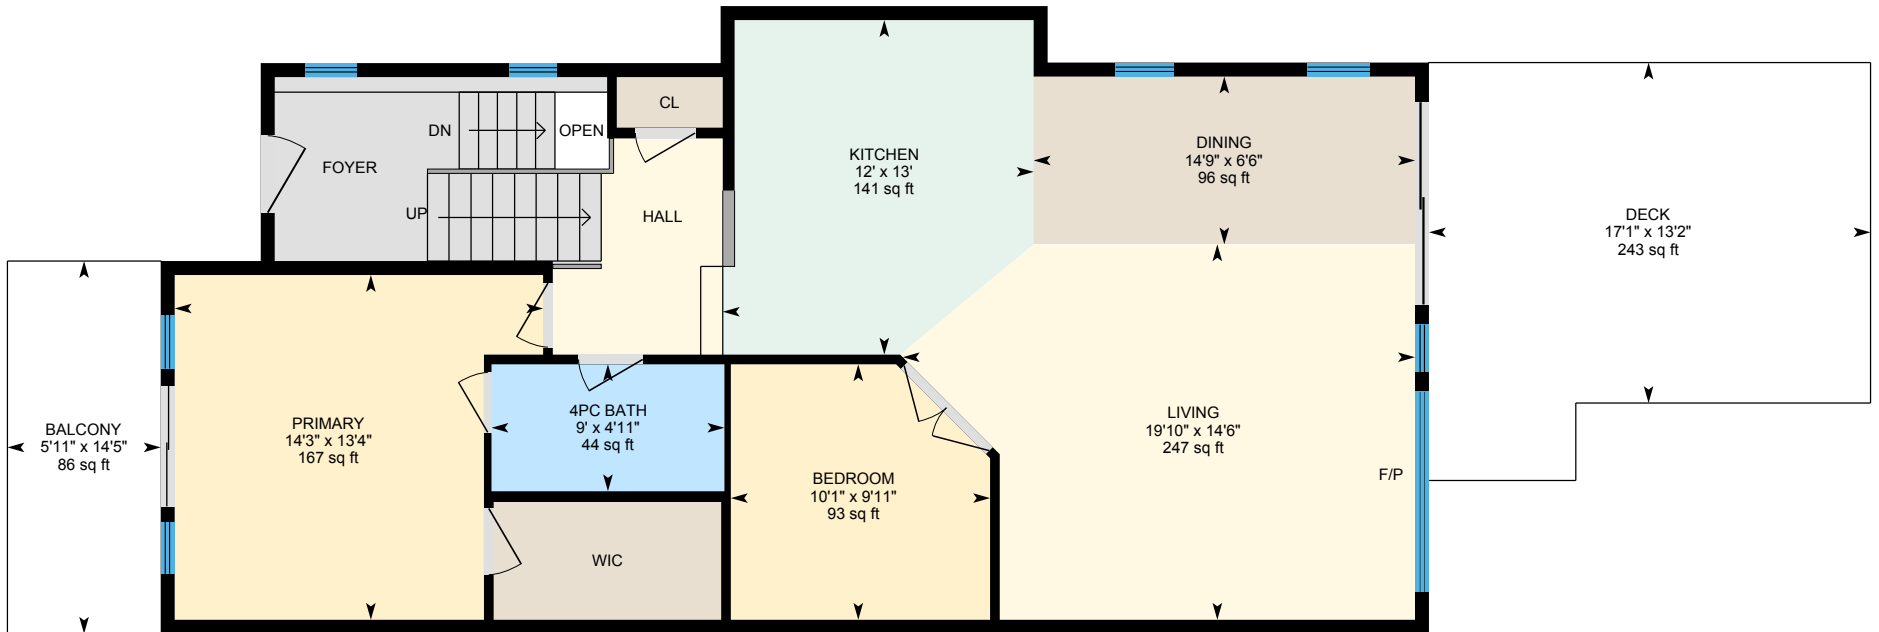 CL
DN
OPEN
FOYER
UP
HALL
KITCHEN
12' x 13'
141 sq ft
DINING
14'9" x 6'6"
96 sq ft
DECK
17'1" x 13'2"
243 sq ft
BALCONY
5'11" x 14'5"
86 sq ft
PRIMARY
14'3" x 13'4"
167 sq ft
4PC BATH
9' x 4'11"
44 sq ft
LIVING
19'10" x 14'6"
247 sq ft
F/P
BEDROOM
10'1" x 9'11"
93 sq ft
WIC